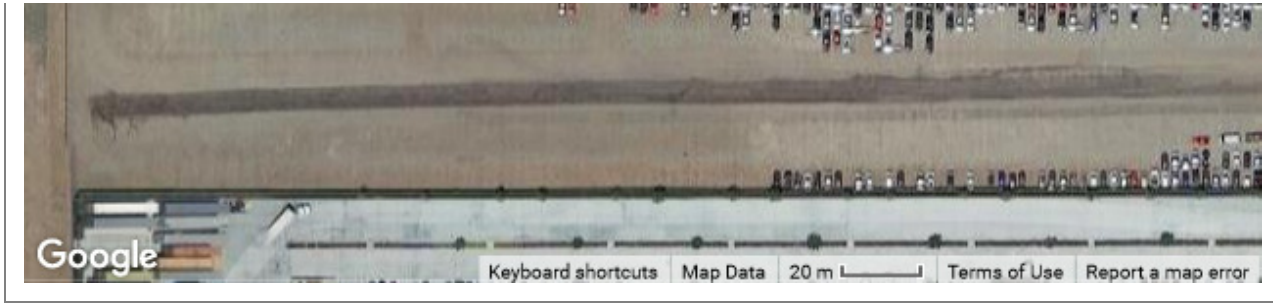 Google
Keyboard shortcuts
Map Data
20 m
Terms of Use
Report a map error